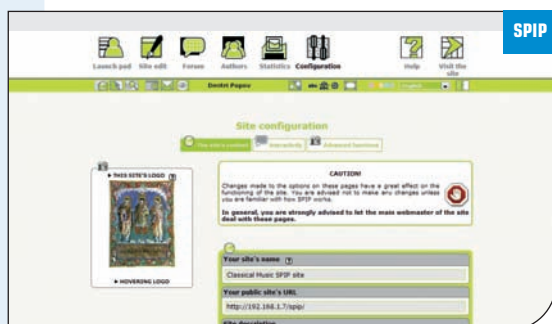 SPIP
Launch pad Site edit Forum Authors Statistics Configuration Help Visit the site
Dmitri Popov
Site configuration
The site's content Interactivity Advanced functions
THIS SITE'S LOGO
HOVERING LOGO
CAUTION!
Changes made to the options on these pages have a great effect on the
functioning of the site. You are advised not to make any changes unless
you are familiar with how SPIP works.
In general, you are strongly advised to let the main webmaster of the site
deal with these pages.
Your site's name
Classical Music SPIP site
Your public site's URL
http://192.168.1.7/spip/
Site description